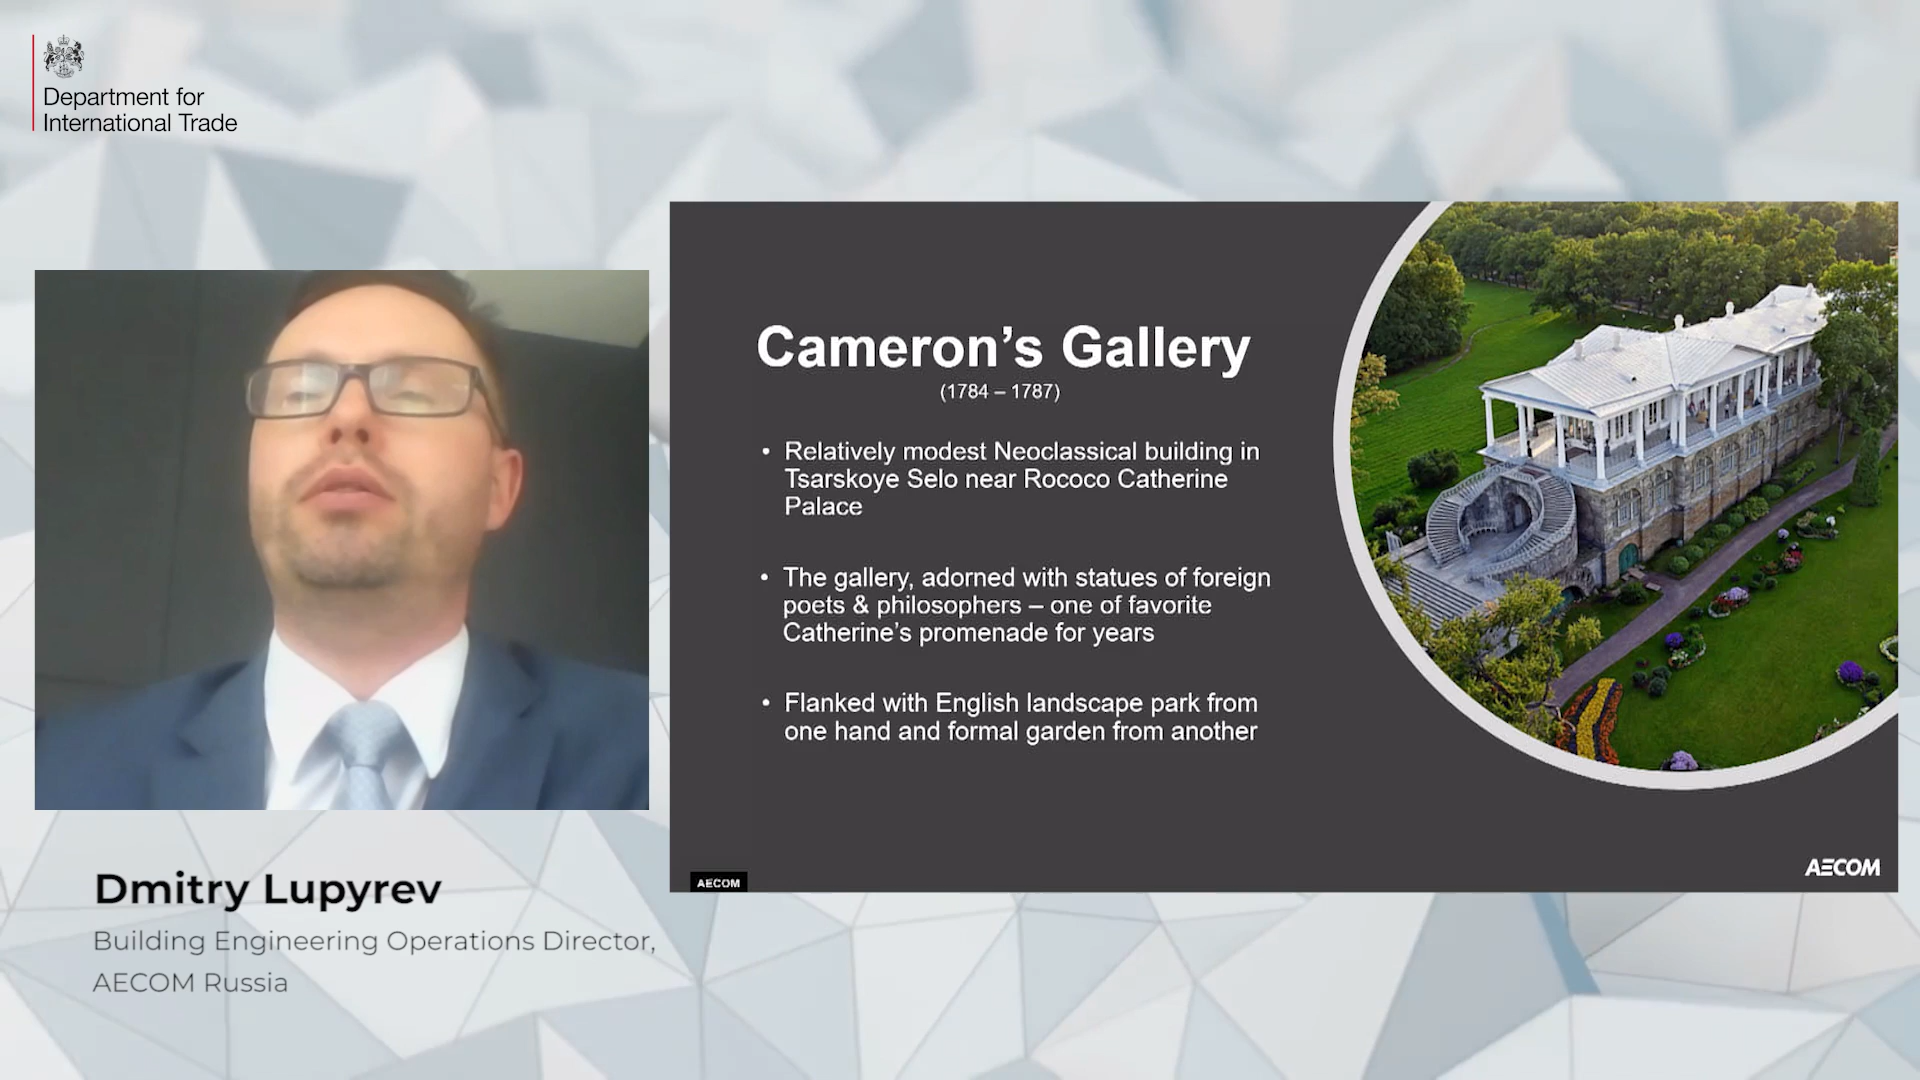 Department for
International Trade
Cameron’s Gallery
(1784 – 1787)
• Relatively modest Neoclassical building in
Tsarskoye Selo near Rococo Catherine
Palace
• The gallery, adorned with statues of foreign
poets & philosophers – one of favorite
Catherine’s promenade for years
• Flanked with English landscape park from
one hand and formal garden from another
AECOM
AECOM
Dmitry Lupyrev
Building Engineering Operations Director,
AECOM Russia